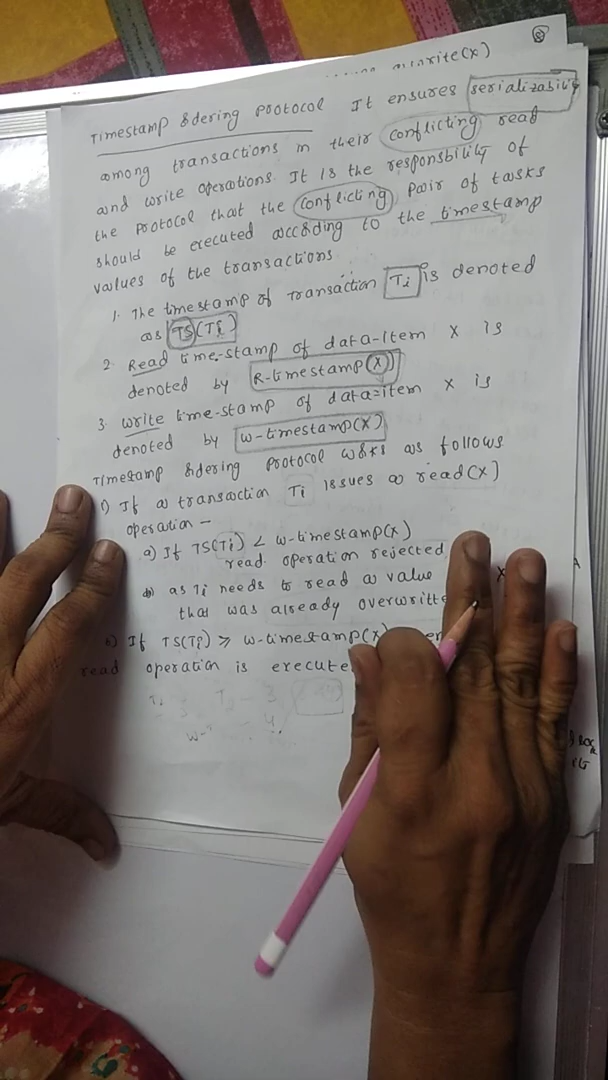 8
write(x)
Timestamp ordering Protocol It ensures serializability
among transactions in their conflicting read
and write operations. It is the responsbility of
the protocol that the conflicting pair of tasks
should be executed according to the timestamp
values of the transactions
1. The timestamp of transaction Ti is denoted
as TS(Ti)
2. Read time-stamp of data-item x is
denoted by R-timestamp(x)
3. write time-stamp of data-item x is
denoted by W-timestamp(x)
Timestamp ordering protocol works as follows
1) If a transaction Ti issues a read(x)
operation -
a) If TS(Ti) < W-timestamp(x)
read operation rejected
as Ti needs to read a value
that was already overwritte
b) If TS(Ti) ≥ W-timestamp(x)
read operation is execute